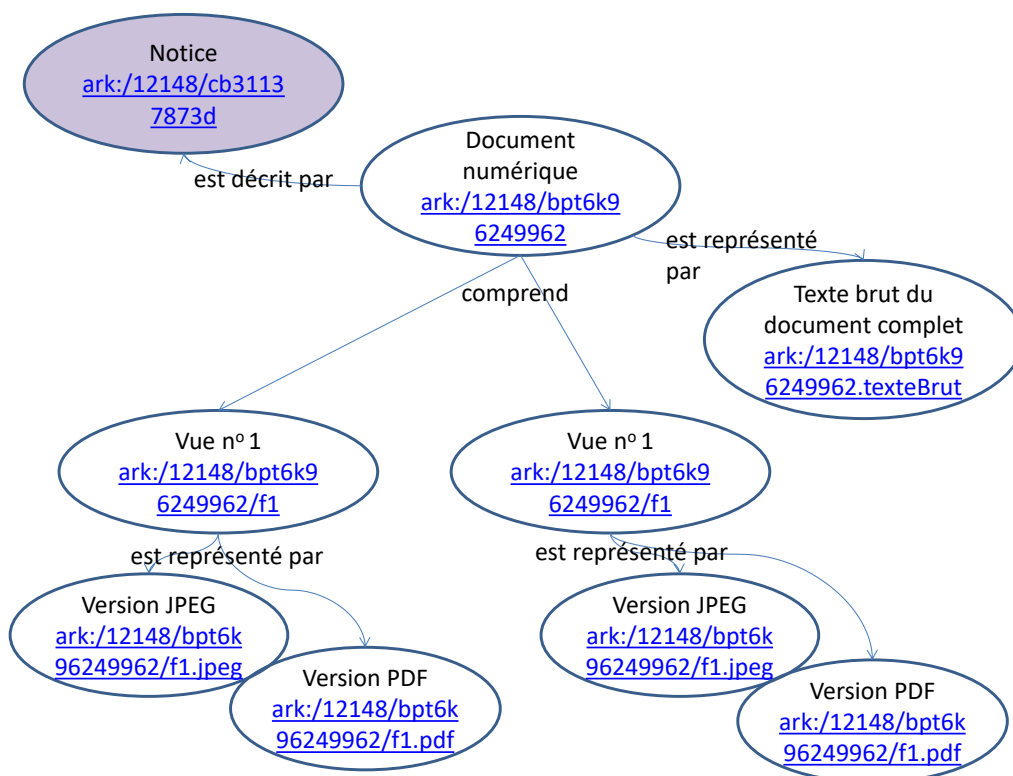 Notice
ark:/12148/cb3113
7873d
Document
numérique
ark:/12148/bpt6k9
6249962
est décrit par
est représenté
par
comprend
Texte brut du
document complet
ark:/12148/bpt6k9
6249962.texteBrut
Vue nº 1
ark:/12148/bpt6k9
6249962/f1
Vue nº 1
ark:/12148/bpt6k9
6249962/f1
est représenté par
est représenté par
Version JPEG
ark:/12148/bpt6k
96249962/f1.jpeg
Version PDF
ark:/12148/bpt6k
96249962/f1.pdf
Version JPEG
ark:/12148/bpt6k
96249962/f1.jpeg
Version PDF
ark:/12148/bpt6k
96249962/f1.pdf